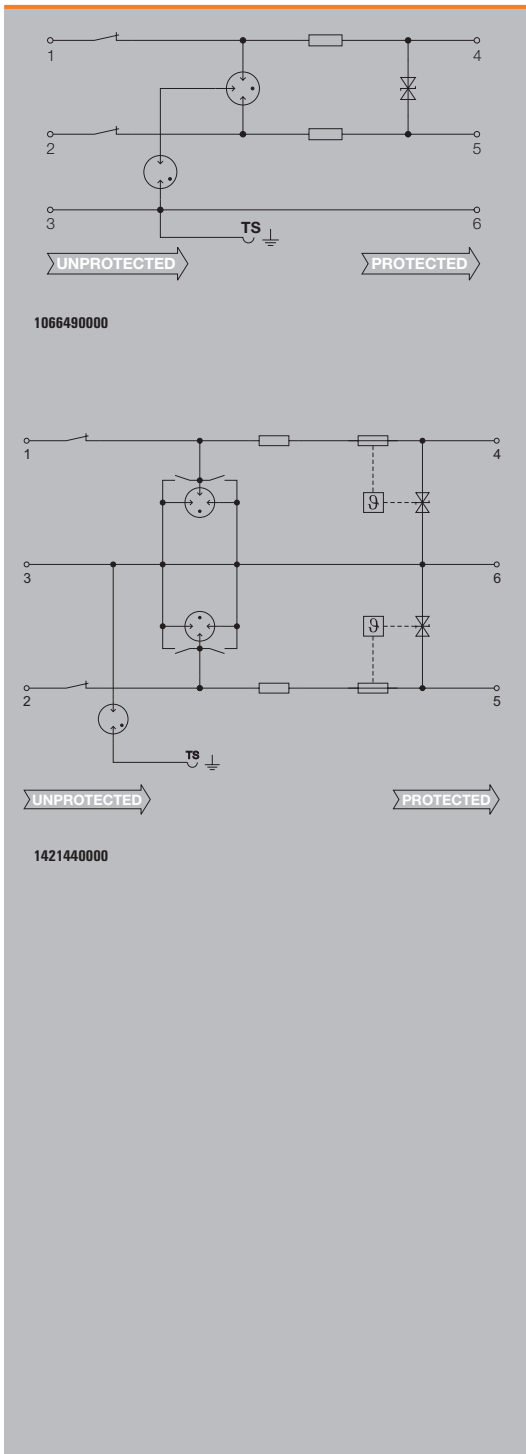 1 4
2 5
3 6
TS
UNPROTECTED PROTECTED
1066490000
1 4
ϑ
3 6
ϑ
2 5
TS
UNPROTECTED PROTECTED
1421440000